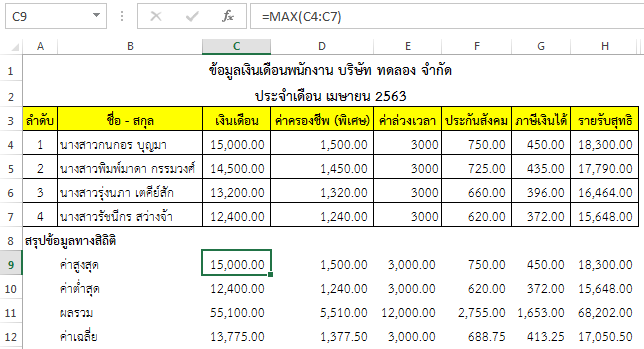 C9 fx =MAX(C4:C7)
A B C D E F G H
1 ข้อมูลเงินเดือนพนักงาน บริษัท ทดลอง จำกัด
2 ประจำเดือน เมษายน 2563
3 ลำดับ ชื่อ - สกุล เงินเดือน ค่าครองชีพ (พิเศษ) ค่าล่วงเวลา ประกันสังคม ภาษีเงินได้ รายรับสุทธิ
4 1 นางสาวกนกอร บุญมา 15,000.00 1,500.00 3000 750.00 450.00 18,300.00
5 2 นางสาวพิมพ์มาดา กรรมวงศ์ 14,500.00 1,450.00 3000 725.00 435.00 17,790.00
6 3 นางสาวรุ่งนภา เตคีย์สัก 13,200.00 1,320.00 3000 660.00 396.00 16,464.00
7 4 นางสาวรัชนีกร สว่างจ้า 12,400.00 1,240.00 3000 620.00 372.00 15,648.00
8 สรุปข้อมูลทางสถิติ
9 ค่าสูงสุด 15,000.00 1,500.00 3,000.00 750.00 450.00 18,300.00
10 ค่าต่ำสุด 12,400.00 1,240.00 3,000.00 620.00 372.00 15,648.00
11 ผลรวม 55,100.00 5,510.00 12,000.00 2,755.00 1,653.00 68,202.00
12 ค่าเฉลี่ย 13,775.00 1,377.50 3,000.00 688.75 413.25 17,050.50